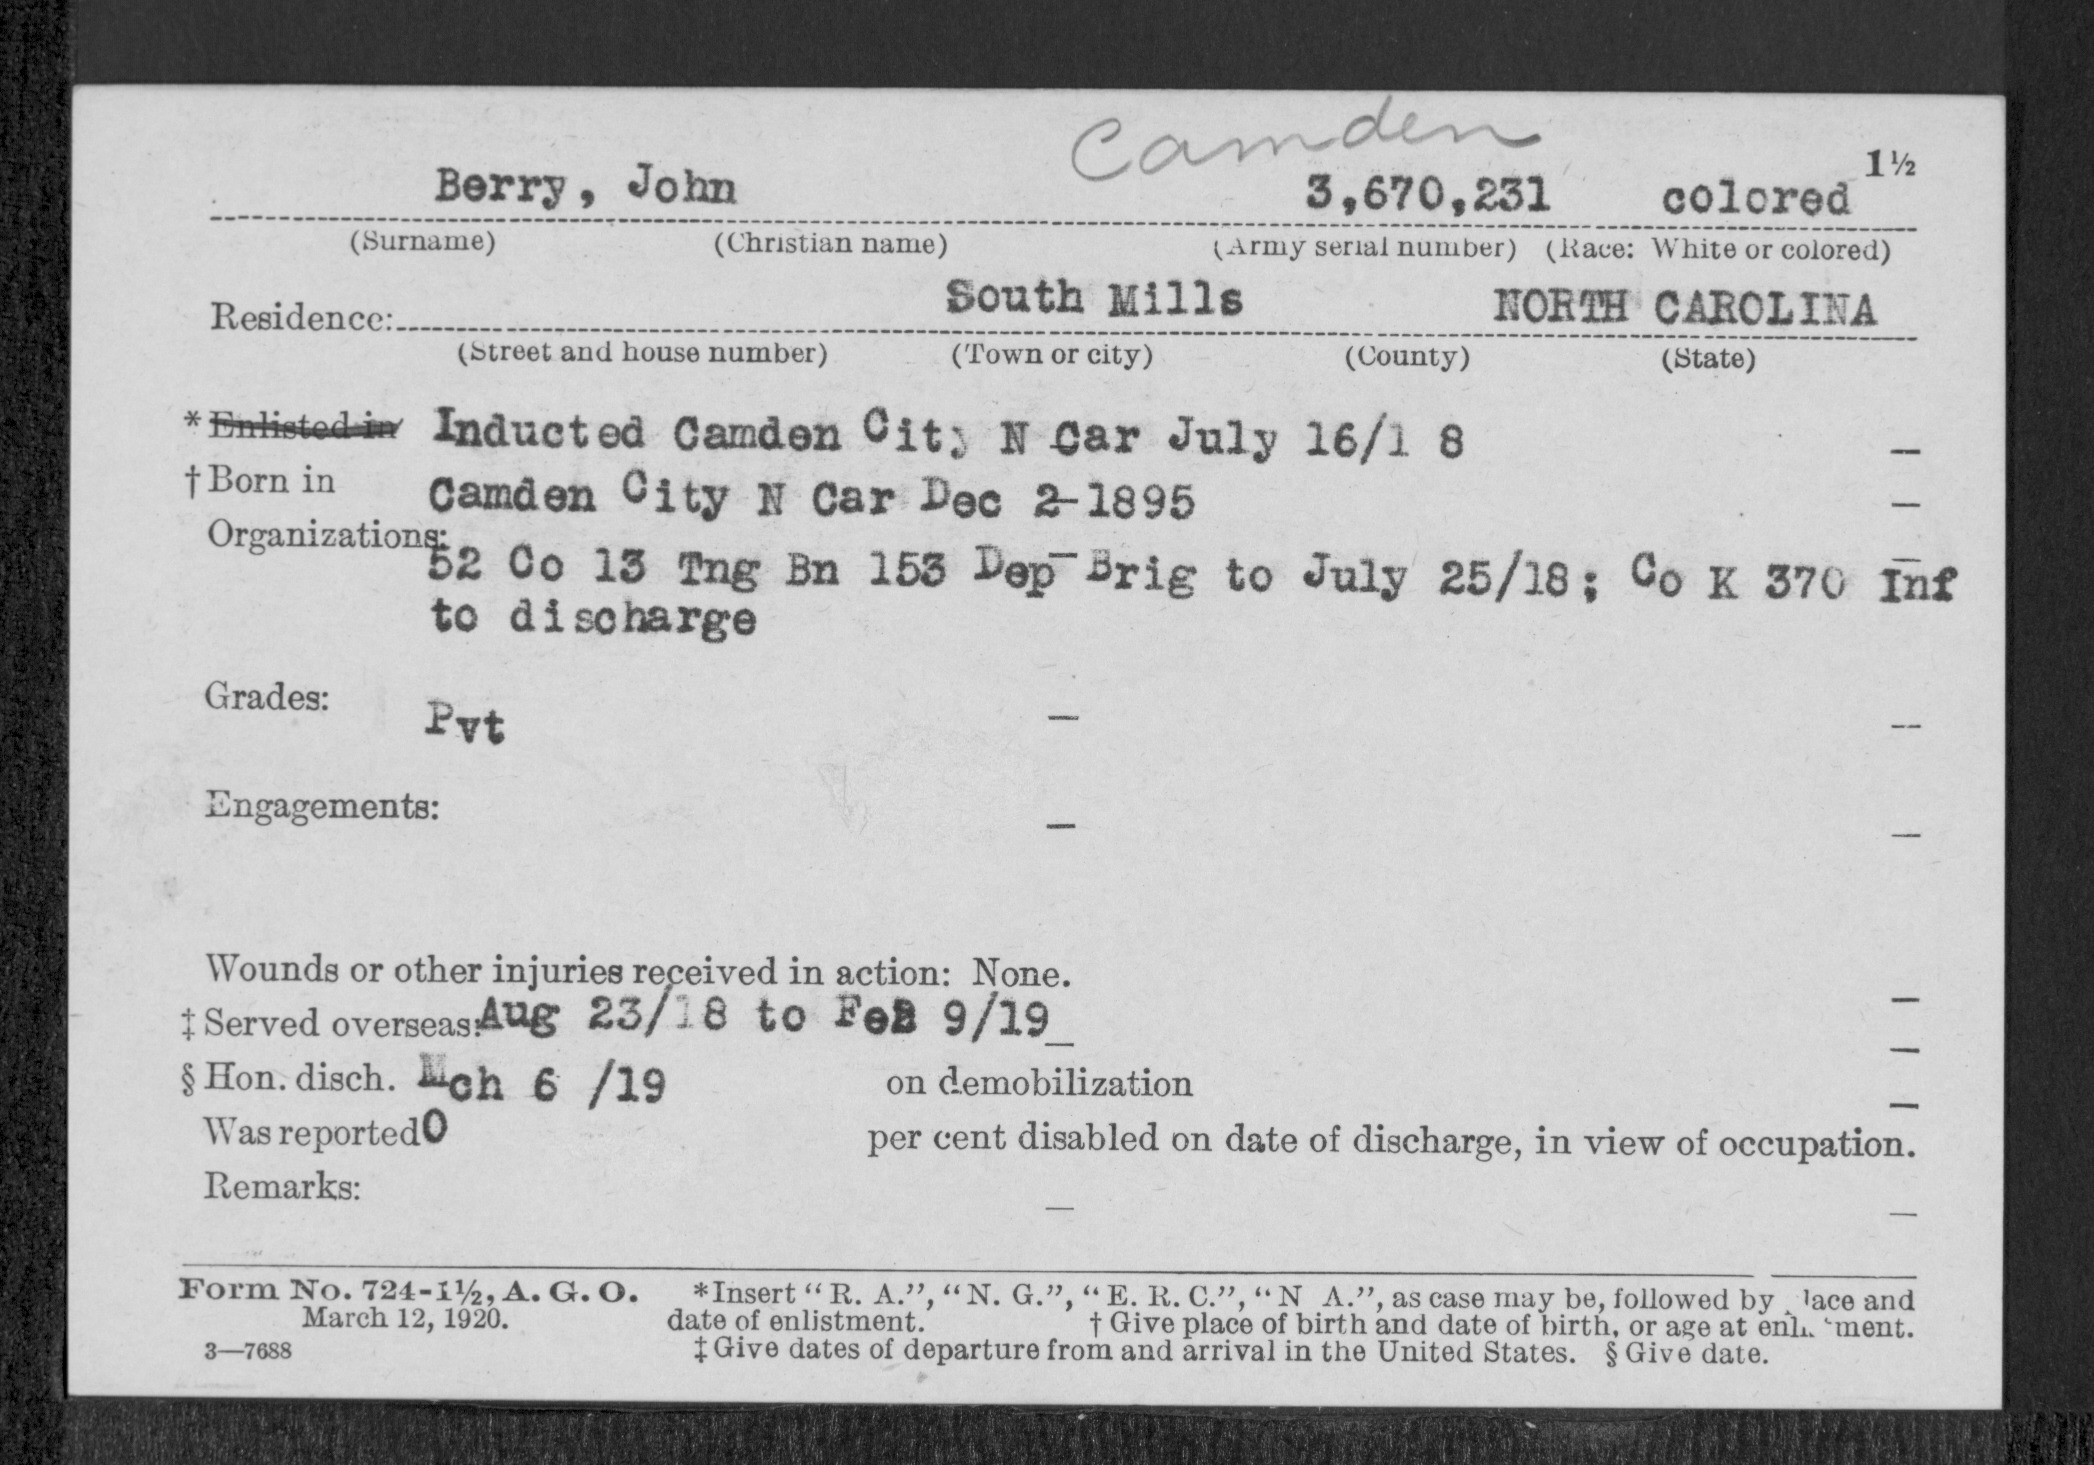 Camden
1½
Berry, John 3,670,231 colored
(Surname) (Christian name) (Army serial number) (Race: White or colored)
Residence: South Mills NORTH CAROLINA
(Street and house number) (Town or city) (County) (State)
* Enlisted in Inducted Camden City N Car July 16/1 8 —
† Born in Camden City N Car Dec 2-1895 —
Organizations: —
52 Co 13 Tng Bn 153 Dep Brig to July 25/18; Co K 370 Inf
to discharge
Grades: Pvt — —
Engagements: — —
Wounds or other injuries received in action: None. —
‡ Served overseas: Aug 23/18 to Feb 9/19 — —
§ Hon. disch. Mch 6 /19 on demobilization —
Was reported 0 per cent disabled on date of discharge, in view of occupation.
Remarks: — —
Form No. 724-1½, A. G. O. *Insert “R. A.”, “N. G.”, “E. R. C.”, “N A.”, as case may be, followed by lace and
March 12, 1920. date of enlistment. † Give place of birth and date of birth, or age at enl ment.
3—7688 ‡ Give dates of departure from and arrival in the United States. § Give date.